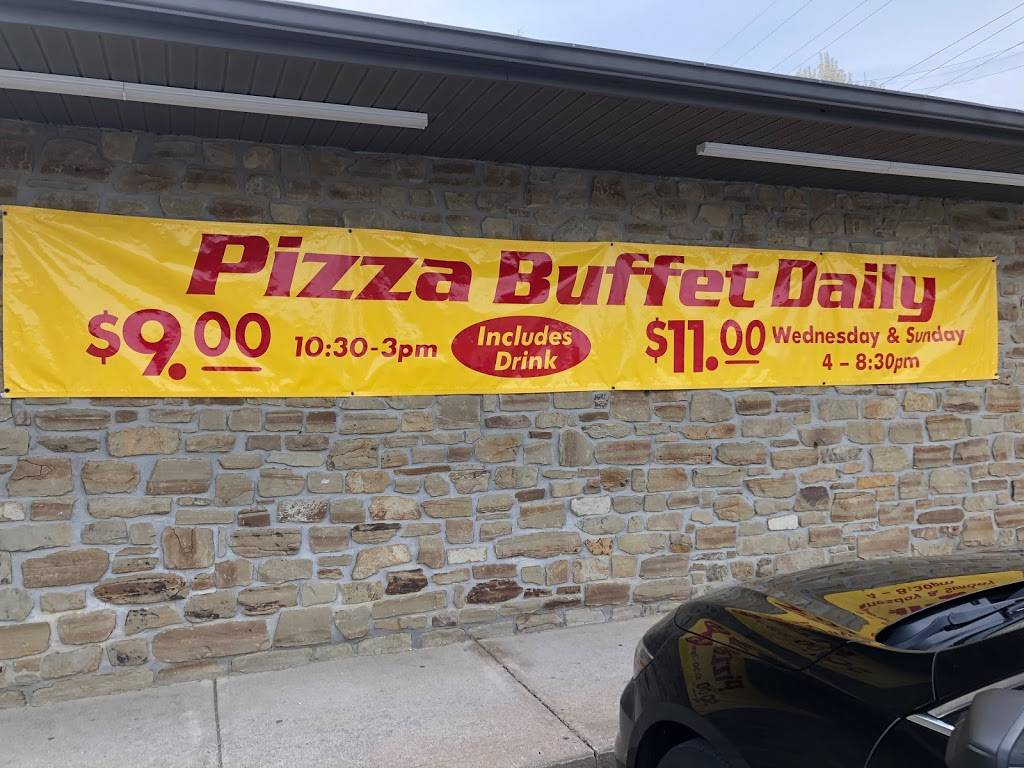 Pizza Buffet Daily
$9.00 10:30-3pm Includes Drink $11.00 Wednesday & Sunday
4 - 8:30pm